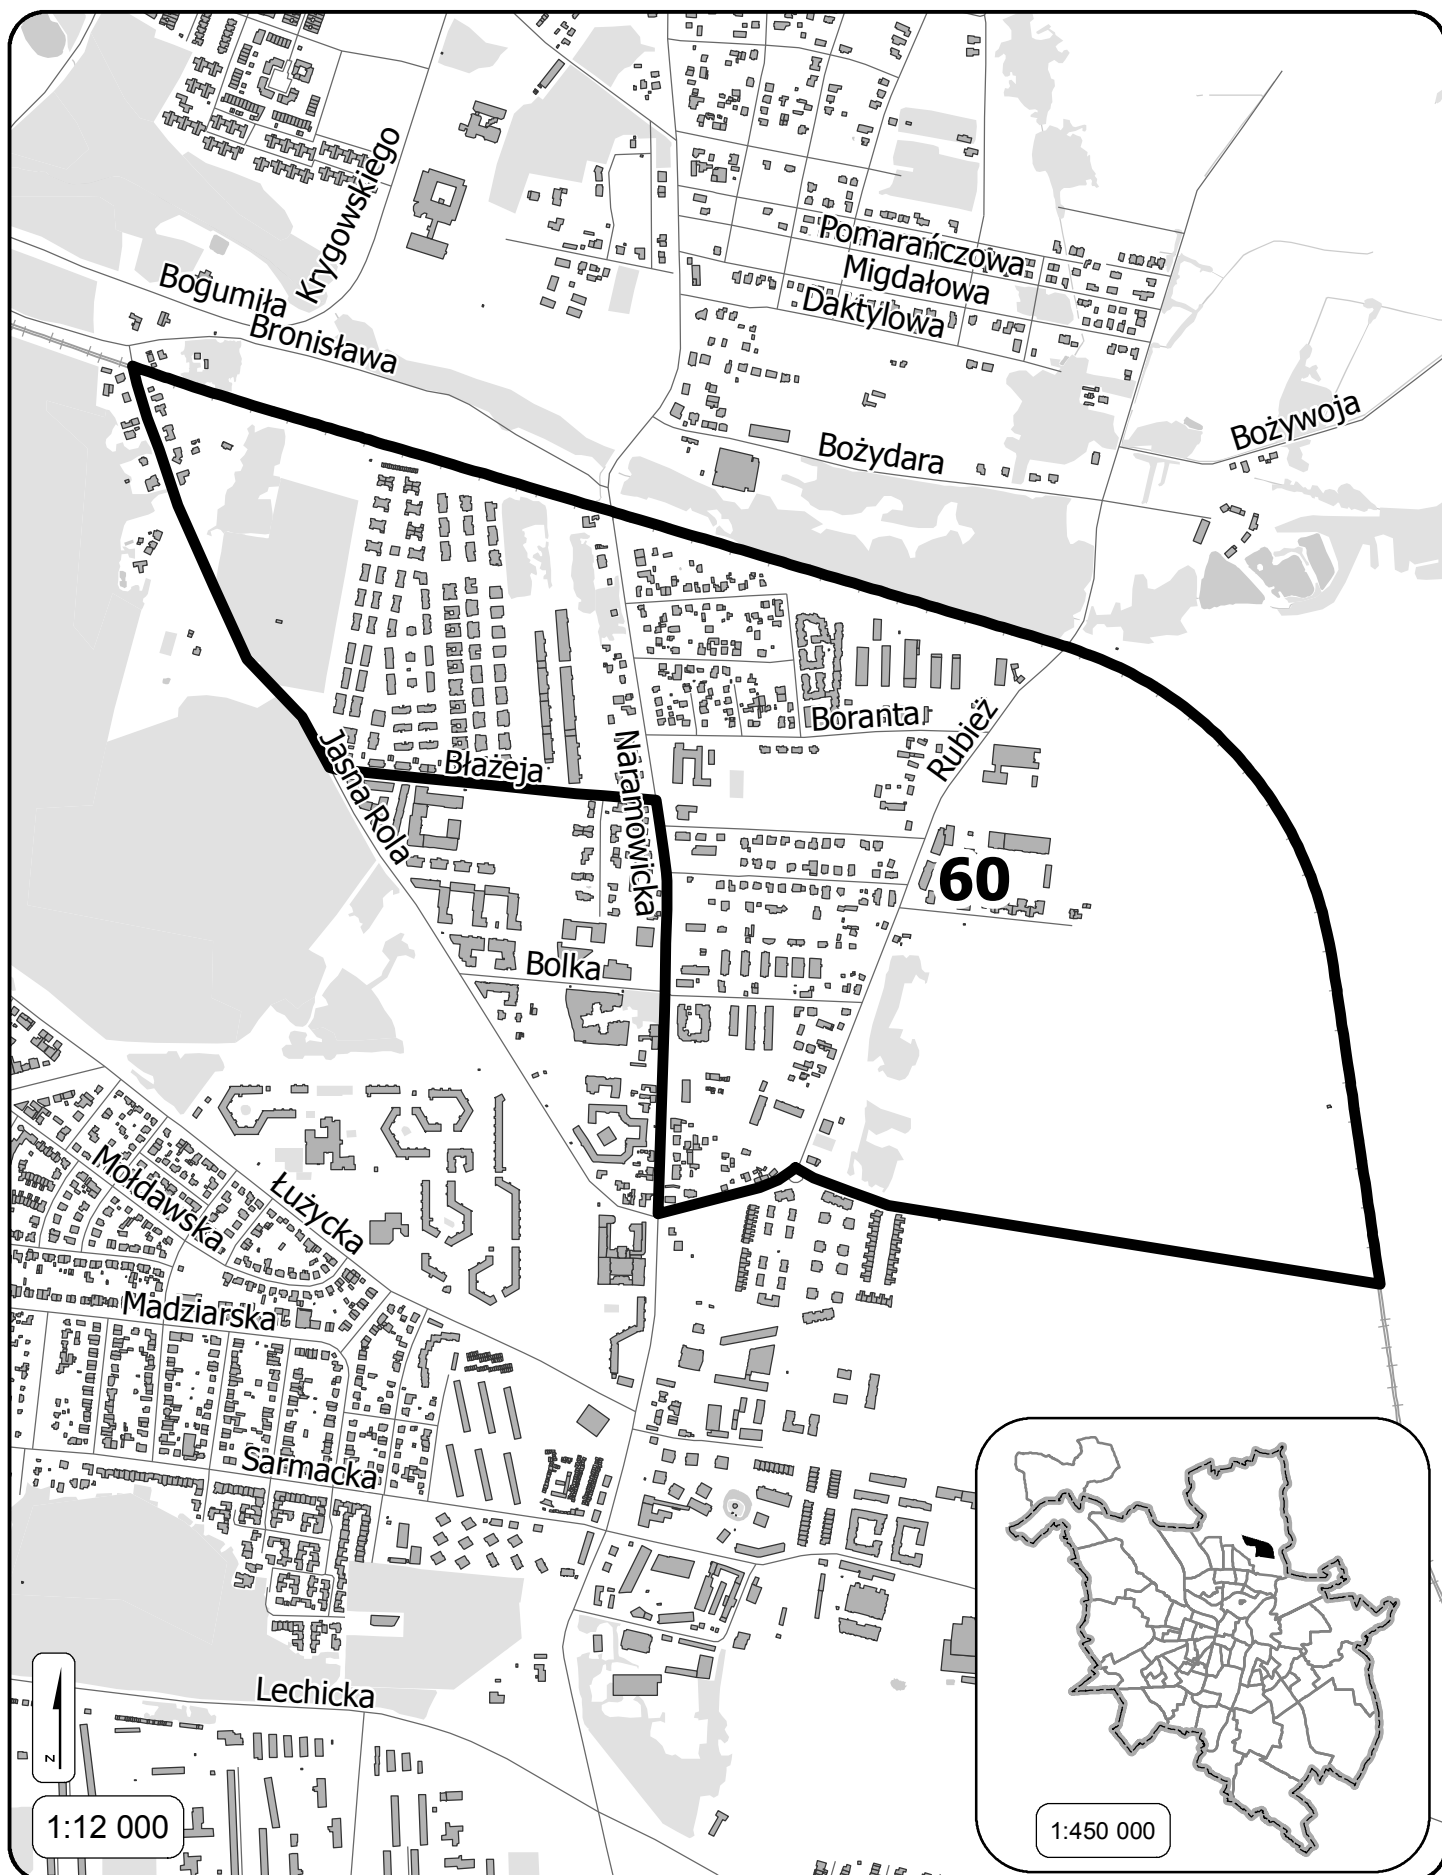 Krygowskiego
Pomarańczowa
Migdałowa
Daktylowa
Bogumiła
Bronisława
Bożywoja
Bożydara
Boranta
Rubież
Naramowicka
Błażeja
Jasna Rola
60
Bolka
Mołdawska
Łużycka
Madziarska
Sarmacka
Lechicka
z
1:12 000
1:450 000